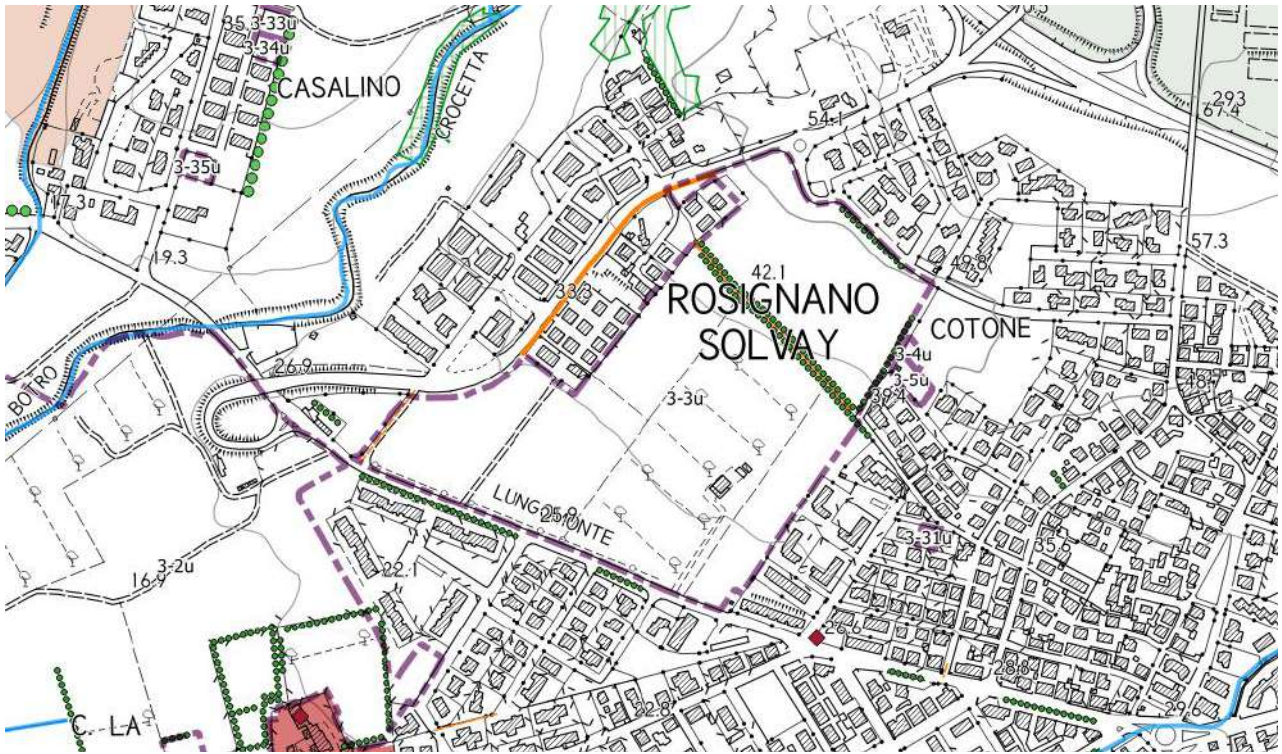 35.3-33u
3-34u
CASALINO
CROCETTA
54.1
293
67.4
3-35u
17.3
19.3
57.3
49.8
42.1
ROSIGNANO
SOLVAY
33.3
COTONE
3-4u
3-5u
39.4
48.7
BOTRO
26.9
3-3u
LUNG
MONTE
3-31u
35.6
3-2u
16.9
22.1
28.8
22.8
29.6
C. LA